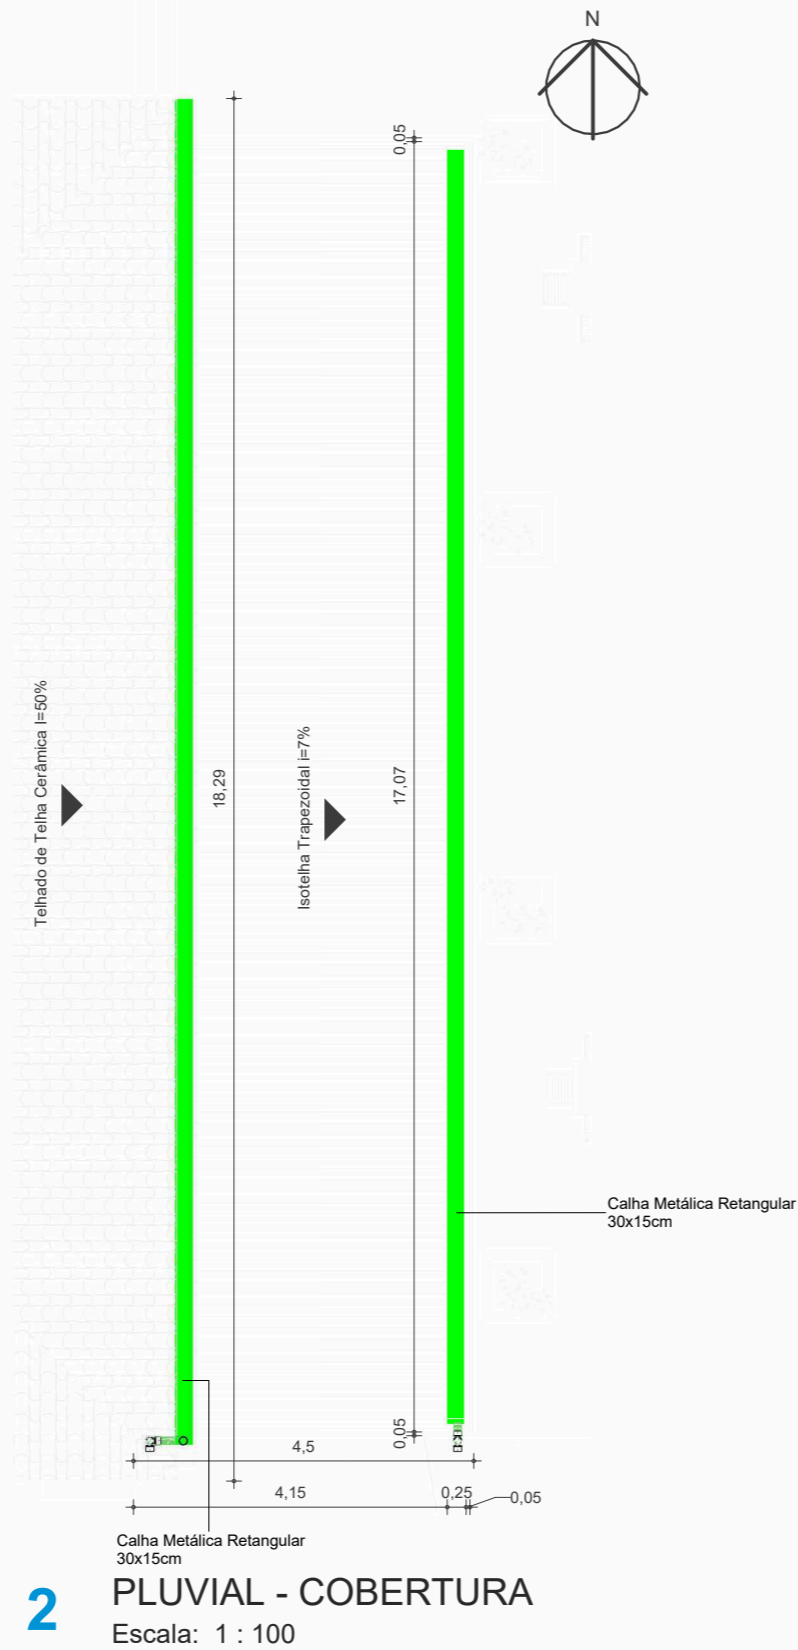 N
0,05
Telhado de Telha Cerâmica I=50%
18,29
Isotelha Trapezoidal i=7%
17,07
Calha Metálica Retangular
30x15cm
0,05
4,5
4,15
0,25
0,05
Calha Metálica Retangular
30x15cm
2
PLUVIAL - COBERTURA
Escala: 1 : 100